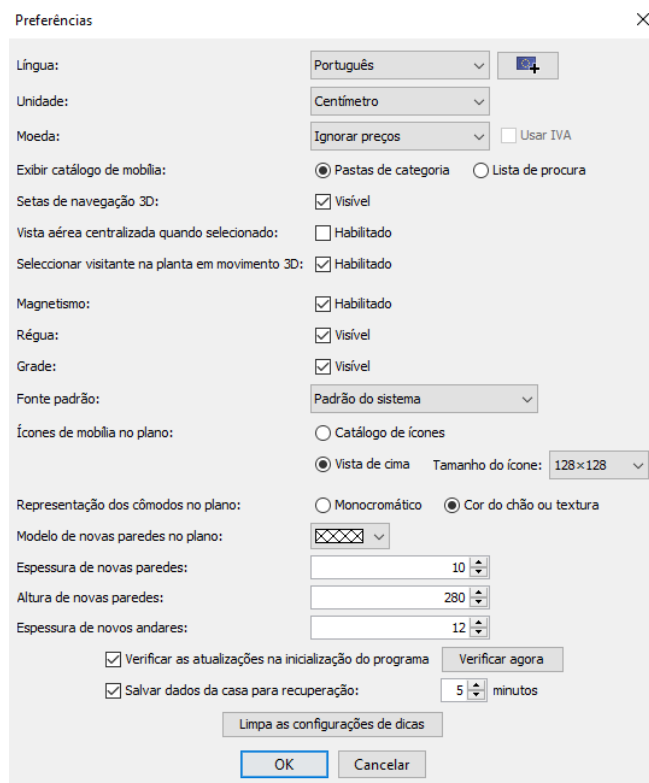 Preferências
Língua: Português
Unidade: Centímetro
Moeda: Ignorar preços Usar IVA
Exibir catálogo de mobília: Pastas de categoria Lista de procura
Setas de navegação 3D: Visível
Vista aérea centralizada quando selecionado: Habilitado
Seleccionar visitante na planta em movimento 3D: Habilitado
Magnetismo: Habilitado
Régua: Visível
Grade: Visível
Fonte padrão: Padrão do sistema
Ícones de mobília no plano: Catálogo de ícones
Vista de cima Tamanho do ícone: 128×128
Representação dos cômodos no plano: Monocromático Cor do chão ou textura
Modelo de novas paredes no plano:
Espessura de novas paredes: 10
Altura de novas paredes: 280
Espessura de novos andares: 12
Verificar as atualizações na inicialização do programa Verificar agora
Salvar dados da casa para recuperação: 5 minutos
Limpa as configurações de dicas
OK Cancelar